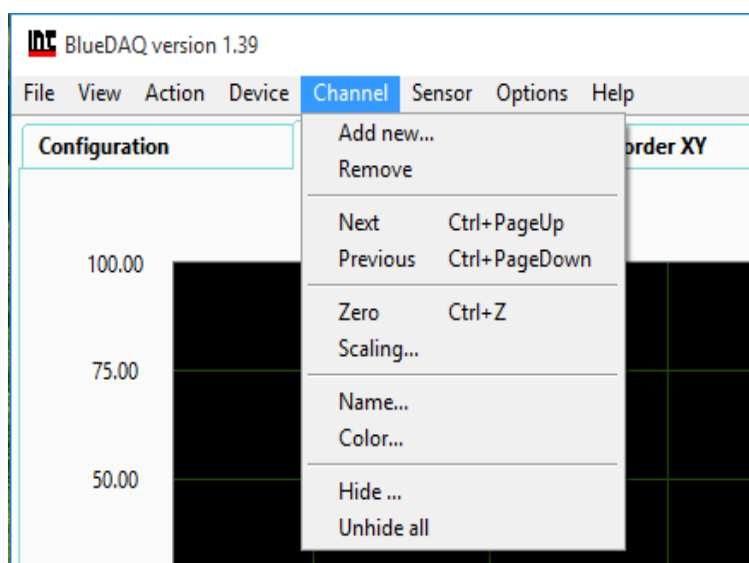 BlueDAQ version 1.39
File View Action Device Channel Sensor Options Help
Configuration order XY
Add new...
Remove
Next Ctrl+PageUp
Previous Ctrl+PageDown
Zero Ctrl+Z
Scaling...
Name...
Color...
Hide ...
Unhide all
100.00
75.00
50.00